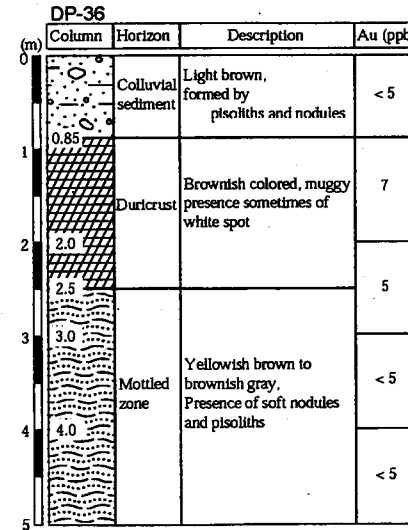 DP-36
(m) Column Horizon Description Au (ppb
0
Colluvial sediment
Light brown,
formed by
pisoliths and nodules
< 5
0.85
1
Duricrust
Brownish colored, muggy
presence sometimes of
white spot
7
2.0
2
5
2.5
3.0
3
Mottled
zone
Yellowish brown to
brownish gray,
Presence of soft nodules
and pisoliths
< 5
4.0
4
< 5
5